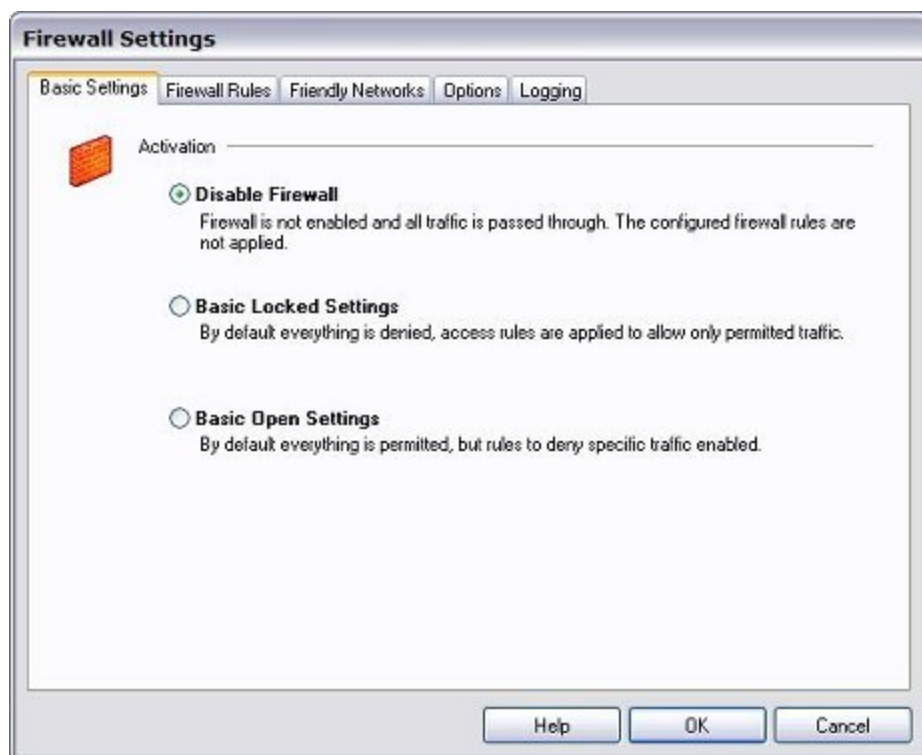 Firewall Settings
Basic Settings Firewall Rules Friendly Networks Options Logging
Activation
Disable Firewall
Firewall is not enabled and all traffic is passed through. The configured firewall rules are
not applied.
Basic Locked Settings
By default everything is denied, access rules are applied to allow only permitted traffic.
Basic Open Settings
By default everything is permitted, but rules to deny specific traffic enabled.
Help OK Cancel